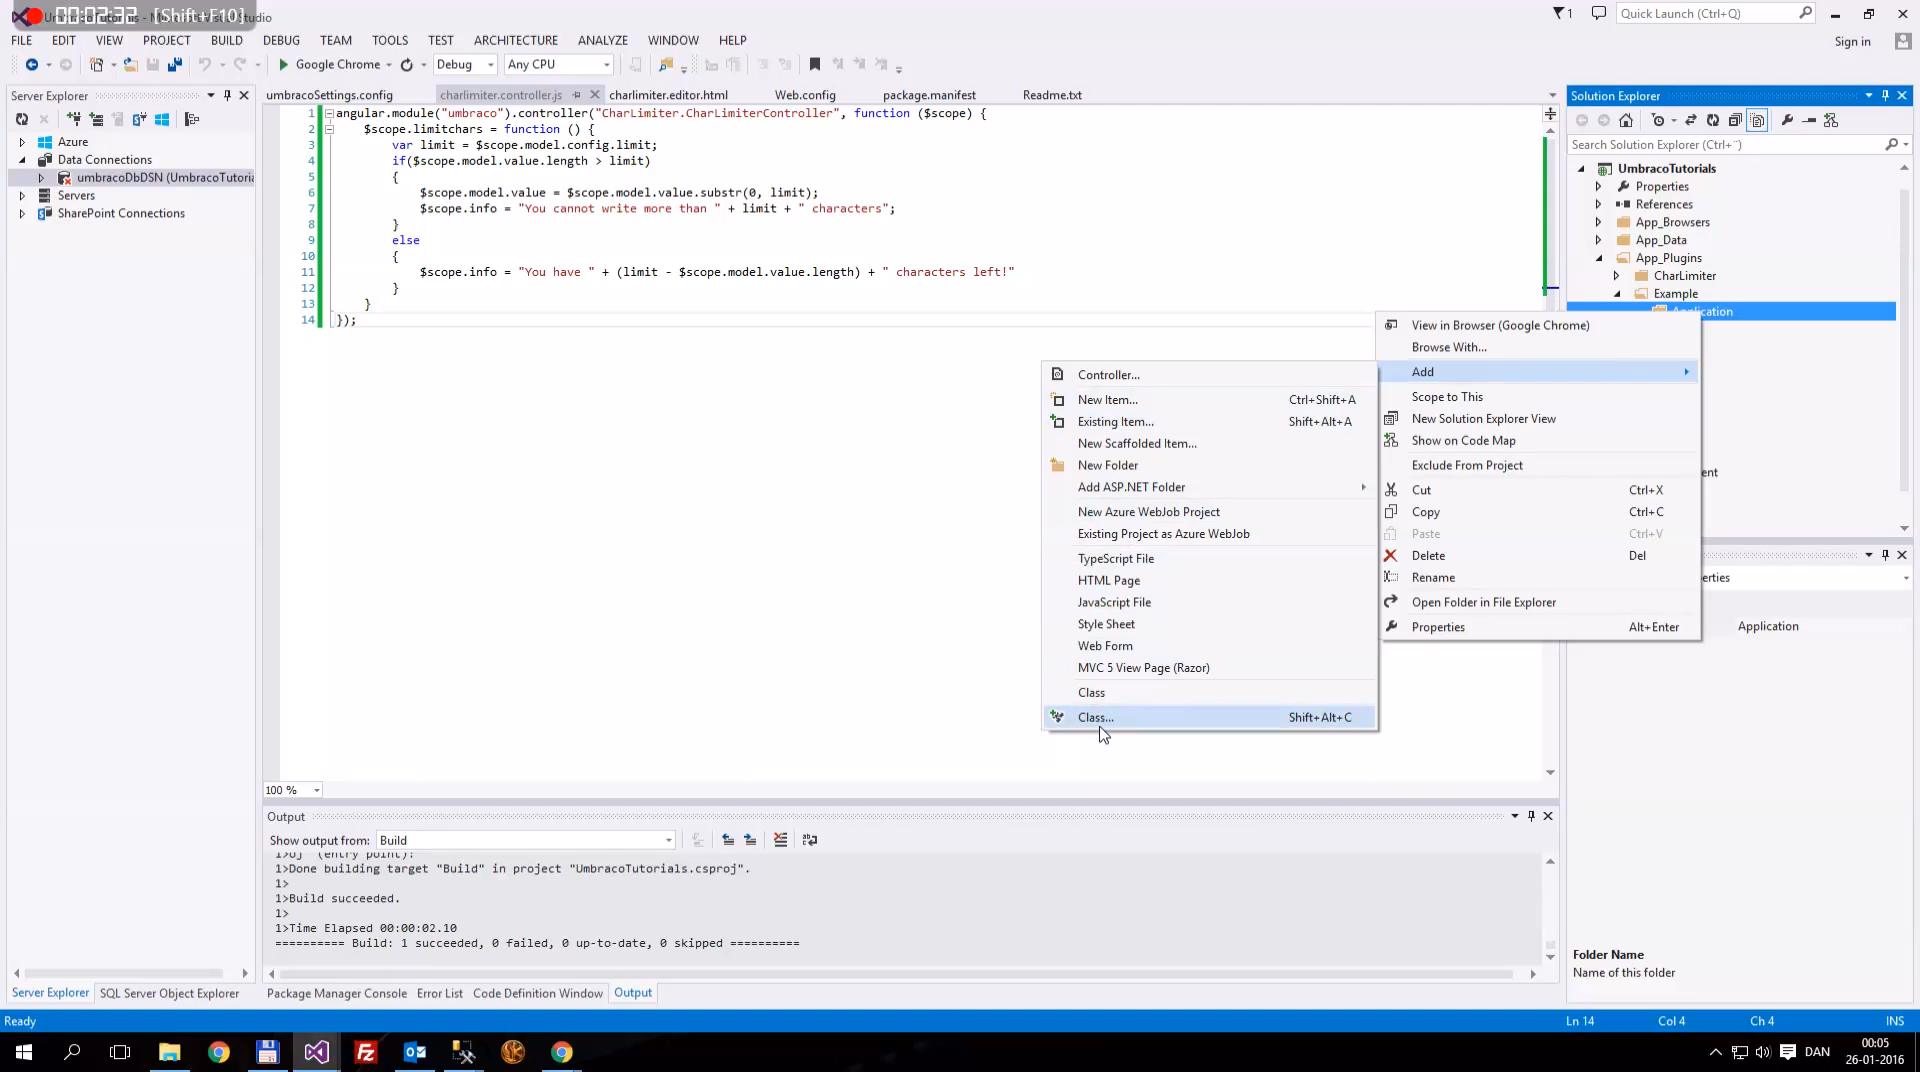 00:02:32 [Shift+F10]
UmbracoTutorials - Microsoft Visual Studio
1
Quick Launch (Ctrl+Q)
FILE EDIT VIEW PROJECT BUILD DEBUG TEAM TOOLS TEST ARCHITECTURE ANALYZE WINDOW HELP
Sign in
Google Chrome Debug Any CPU
Server Explorer
Azure
Data Connections
umbracoDbDSN (UmbracoTutoria
Servers
SharePoint Connections
umbracoSettings.config charlimiter.controller.js charlimiter.editor.html Web.config package.manifest Readme.txt
1 angular.module("umbraco").controller("CharLimiter.CharLimiterController", function ($scope) {
2 $scope.limitchars = function () {
3 var limit = $scope.model.config.limit;
4 if($scope.model.value.length > limit)
5 {
6 $scope.model.value = $scope.model.value.substr(0, limit);
7 $scope.info = "You cannot write more than " + limit + " characters";
8 }
9 else
10 {
11 $scope.info = "You have " + (limit - $scope.model.value.length) + " characters left!"
12 }
13 }
14 });
Controller...
New Item... Ctrl+Shift+A
Existing Item... Shift+Alt+A
New Scaffolded Item...
New Folder
Add ASP.NET Folder
New Azure WebJob Project
Existing Project as Azure WebJob
TypeScript File
HTML Page
JavaScript File
Style Sheet
Web Form
MVC 5 View Page (Razor)
Class
Class... Shift+Alt+C
View in Browser (Google Chrome)
Browse With...
Add
Scope to This
New Solution Explorer View
Show on Code Map
Exclude From Project
Cut Ctrl+X
Copy Ctrl+C
Paste Ctrl+V
Delete Del
Rename
Open Folder in File Explorer
Properties Alt+Enter
Solution Explorer
Search Solution Explorer (Ctrl+¨)
UmbracoTutorials
Properties
References
App_Browsers
App_Data
App_Plugins
CharLimiter
Example
Application
ent
erties
Application
Folder Name
Name of this folder
100 %
Output
Show output from: Build
1>oj" (entry point):
1>Done building target "Build" in project "UmbracoTutorials.csproj".
1>
1>Build succeeded.
1>
1>Time Elapsed 00:00:02.10
========== Build: 1 succeeded, 0 failed, 0 up-to-date, 0 skipped ==========
Server Explorer SQL Server Object Explorer
Package Manager Console Error List Code Definition Window Output
Ready
Ln 14 Col 4 Ch 4 INS
DAN
00:05
26-01-2016